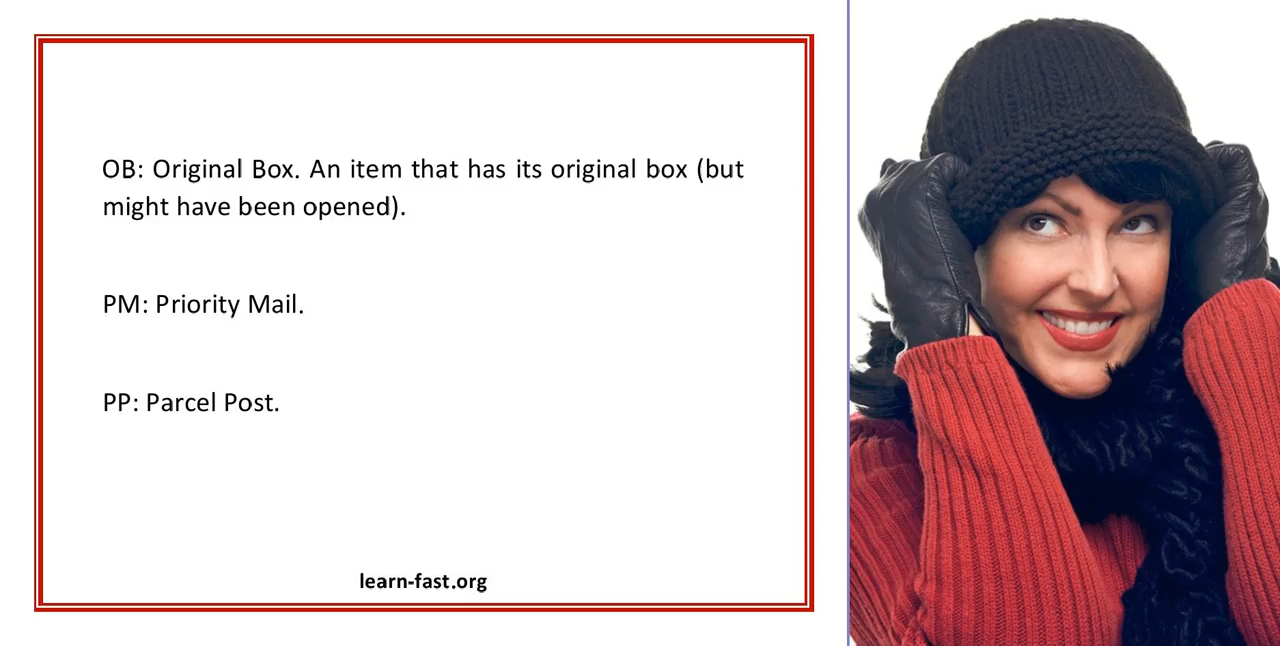 OB: Original Box. An item that has its original box (but
might have been opened).
PM: Priority Mail.
PP: Parcel Post.
learn-fast.org